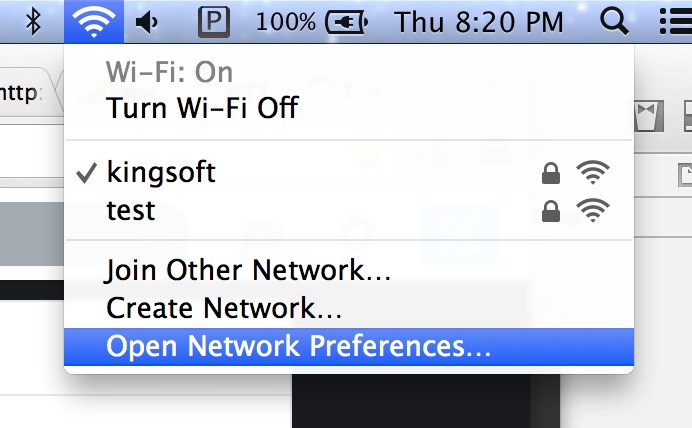 P 100% Thu 8:20 PM
http:
Wi-Fi: On
Turn Wi-Fi Off
kingsoft
test
Join Other Network...
Create Network...
Open Network Preferences...